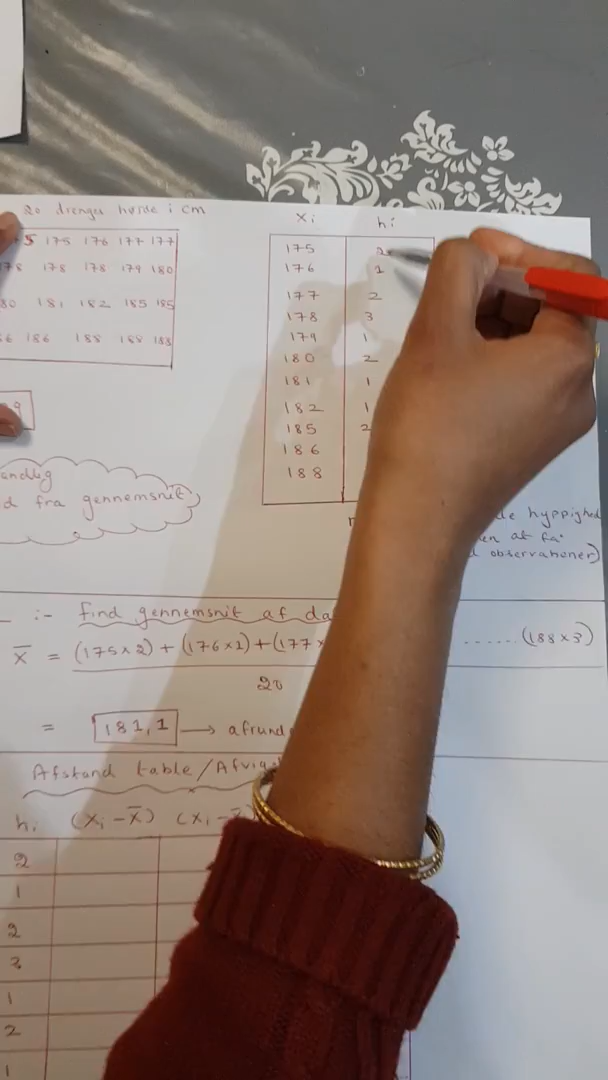 20 drenges høide i cm
5 175 176 177 177
178 178 178 179 180
80 181 182 185 185
86 186 188 188 188
xi hi
175
176 1
177 2
178 3
179 1
180 2
181 1
182 1
185 2
186
188
andlig
d fra gennemsnit
de hyppighed
en at få
observationer)
:- find gennemsnit af da
x̄ = (175×2) + (176×1) + (177× ...... (188×3)
20
= 181,1 → afrund
Afstand table/Afvig
hi (xi - x̄) (xi -
2
1
2
3
1
2
1